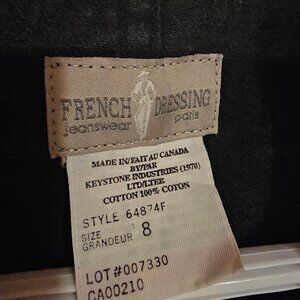 FRENCH DRESSING
jeanswear paris
MADE IN/FAIT AU CANADA
BY/PAR
KEYSTONE INDUSTRIES (1970)
LTD/LTEE
COTTON 100% COTON
STYLE 64874F
SIZE
GRANDEUR 8
LOT#007330
CA00210